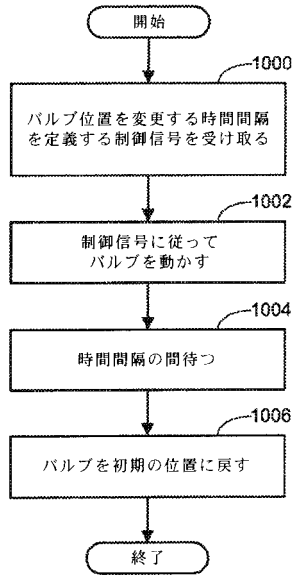 開始
1000
バルブ位置を変更する時間間隔
を定義する制御信号を受け取る
1002
制御信号に従って
バルブを動かす
1004
時間間隔の間待つ
1006
バルブを初期の位置に戻す
終了